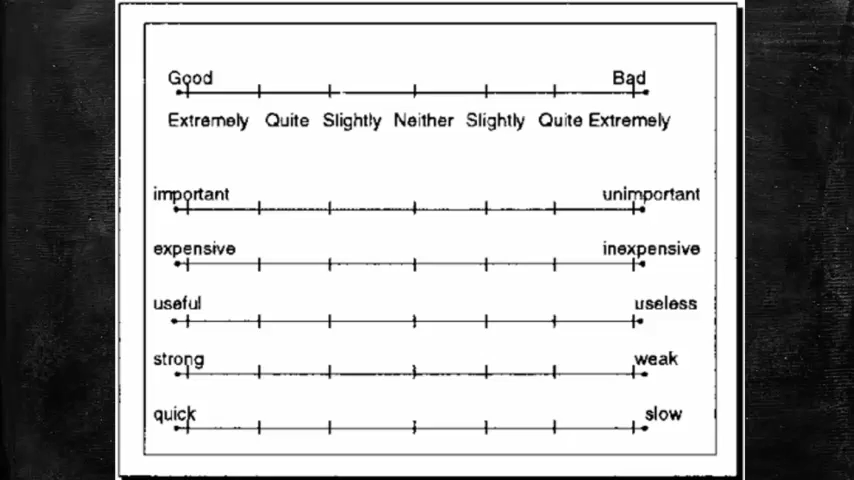 Good Bad
Extremely Quite Slightly Neither Slightly Quite Extremely
important unimportant
expensive inexpensive
useful useless
strong weak
quick slow